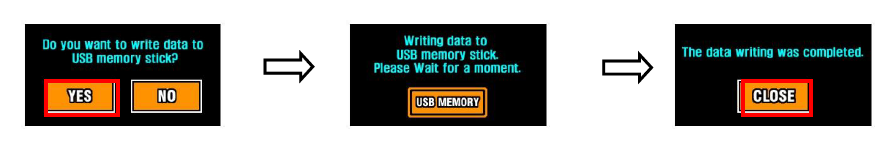 Do you want to write data to
USB memory stick?
YES
NO
Writing data to
USB memory stick.
Please Wait for a moment.
USB MEMORY
The data writing was completed.
CLOSE